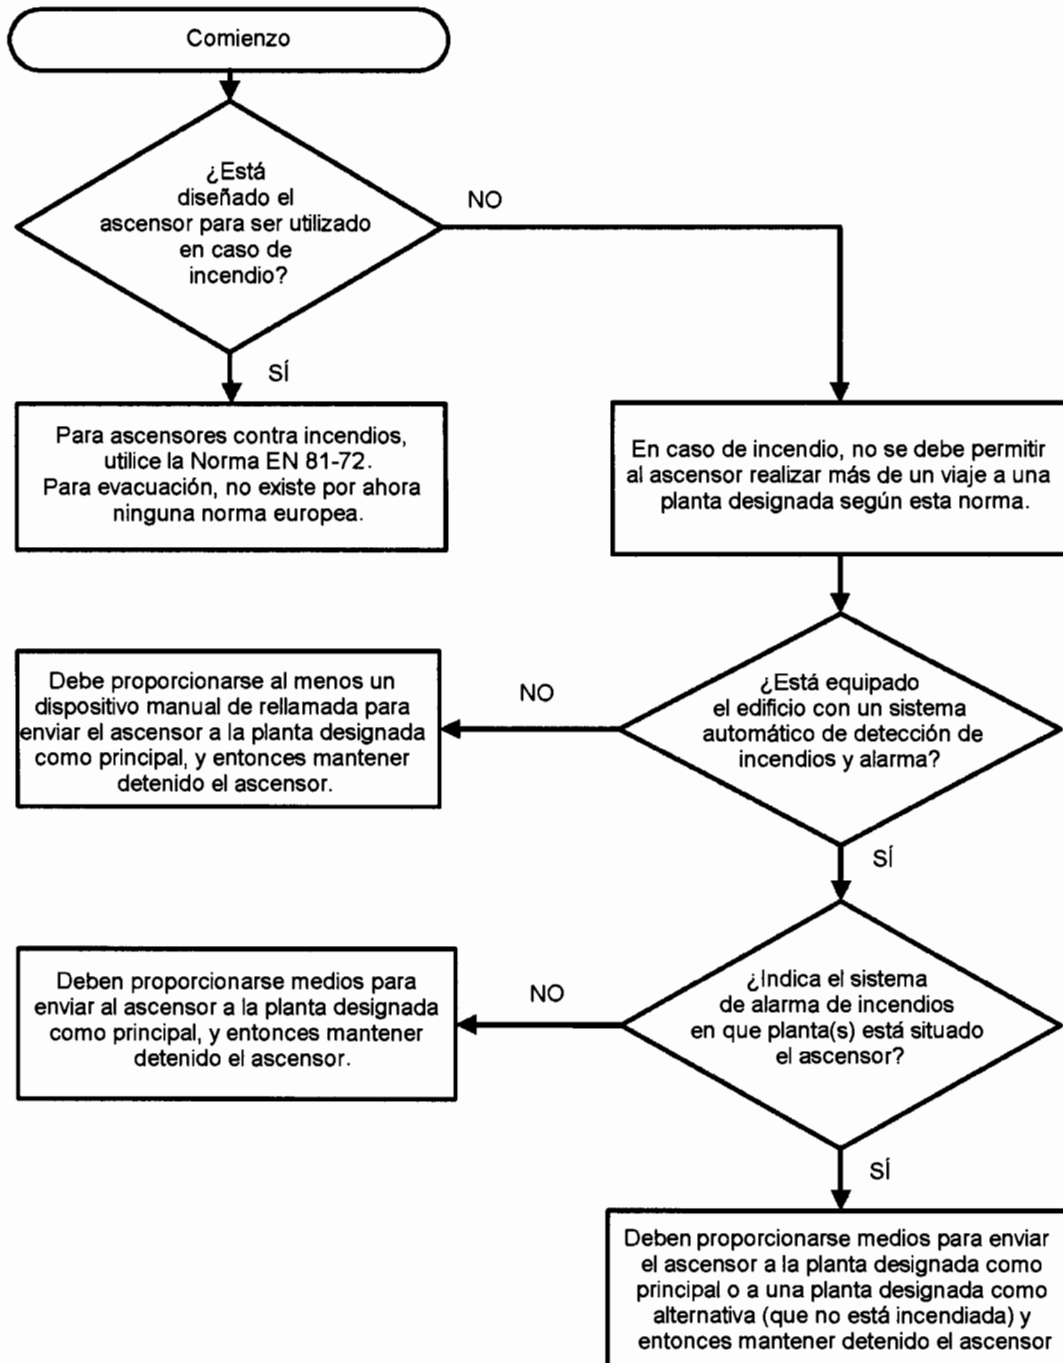 Comienzo
¿Está
diseñado el
ascensor para ser utilizado
en caso de
incendio?
NO
SÍ
Para ascensores contra incendios,
utilice la Norma EN 81-72.
Para evacuación, no existe por ahora
ninguna norma europea.
En caso de incendio, no se debe permitir
al ascensor realizar más de un viaje a una
planta designada según esta norma.
¿Está equipado
el edificio con un sistema
automático de detección de
incendios y alarma?
NO
Debe proporcionarse al menos un
dispositivo manual de rellamada para
enviar el ascensor a la planta designada
como principal, y entonces mantener
detenido el ascensor.
SÍ
¿Indica el sistema
de alarma de incendios
en que planta(s) está situado
el ascensor?
NO
Deben proporcionarse medios para
enviar al ascensor a la planta designada
como principal, y entonces mantener
detenido el ascensor.
SÍ
Deben proporcionarse medios para enviar
el ascensor a la planta designada como
principal o a una planta designada como
alternativa (que no está incendiada) y
entonces mantener detenido el ascensor